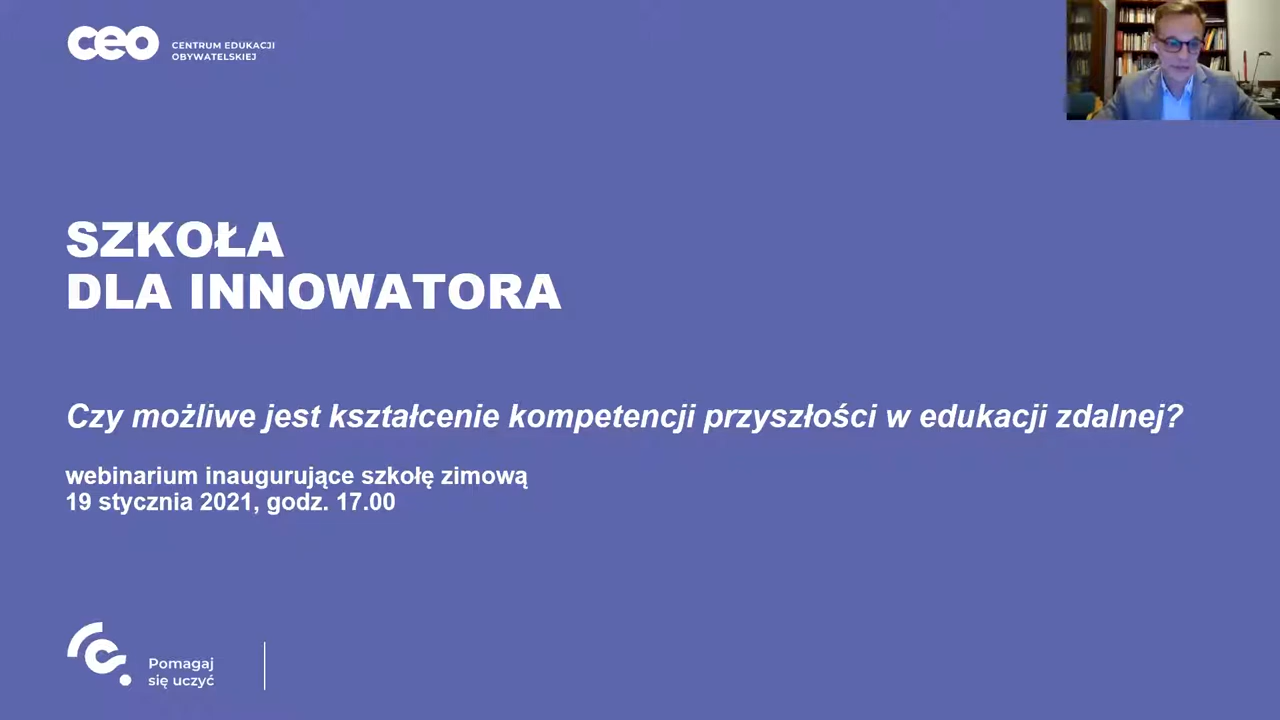 ceo
CENTRUM EDUKACJI
OBYWATELSKIEJ
SZKOŁA
DLA INNOWATORA
Czy możliwe jest kształcenie kompetencji przyszłości w edukacji zdalnej?
webinarium inaugurujące szkołę zimową
19 stycznia 2021, godz. 17.00
Pomagaj
się uczyć